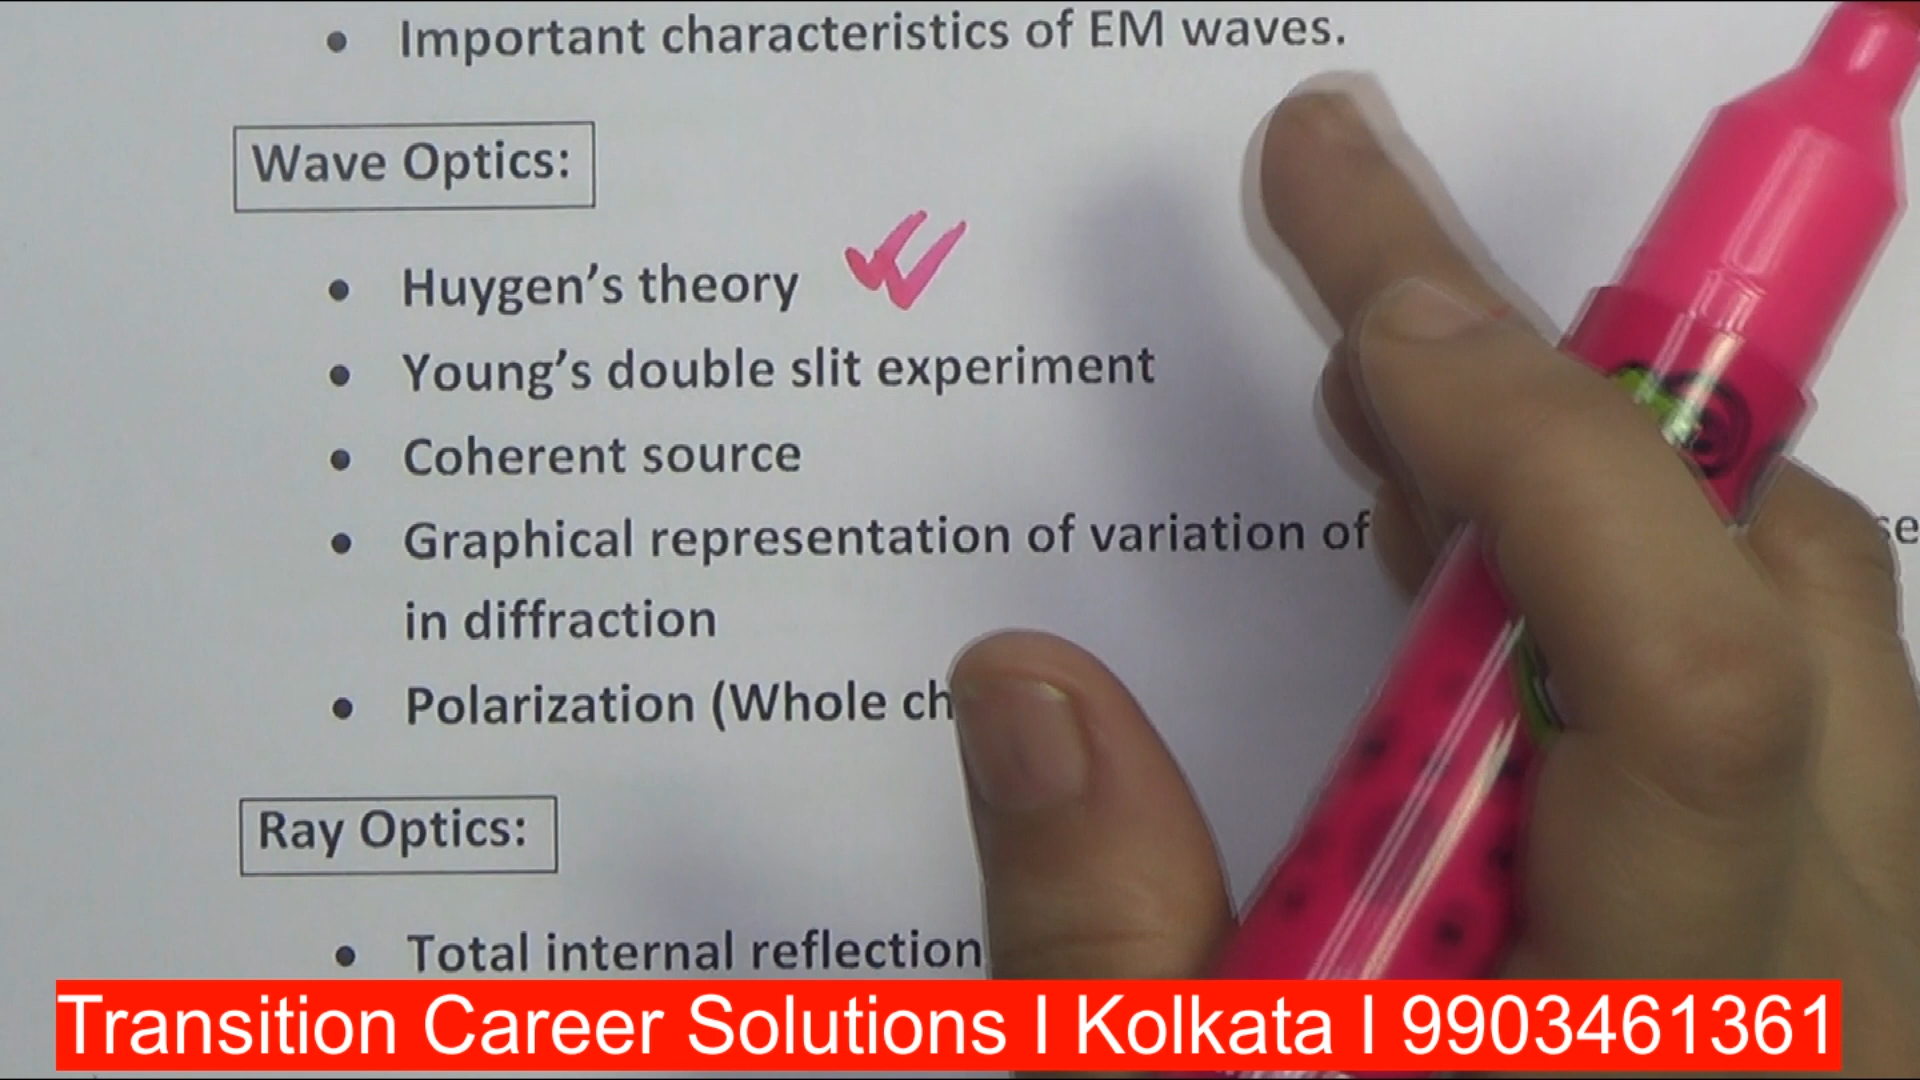 • Important characteristics of EM waves.
Wave Optics:
• Huygen’s theory
• Young’s double slit experiment
• Coherent source
• Graphical representation of variation of
in diffraction
• Polarization (Whole
Ray Optics:
• Total internal reflection
Transition Career Solutions I Kolkata I 9903461361